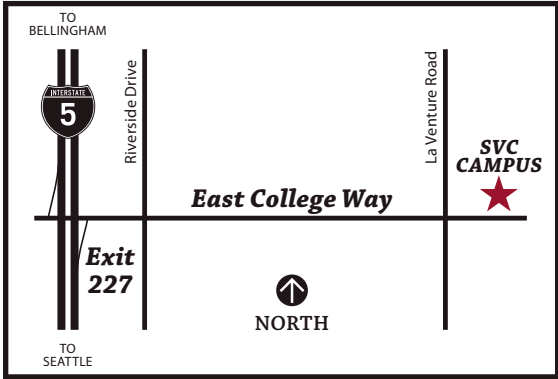 TO
BELLINGHAM
INTERSTATE
5
Riverside Drive
La Venture Road
SVC
CAMPUS
East College Way
Exit
227
NORTH
TO
SEATTLE